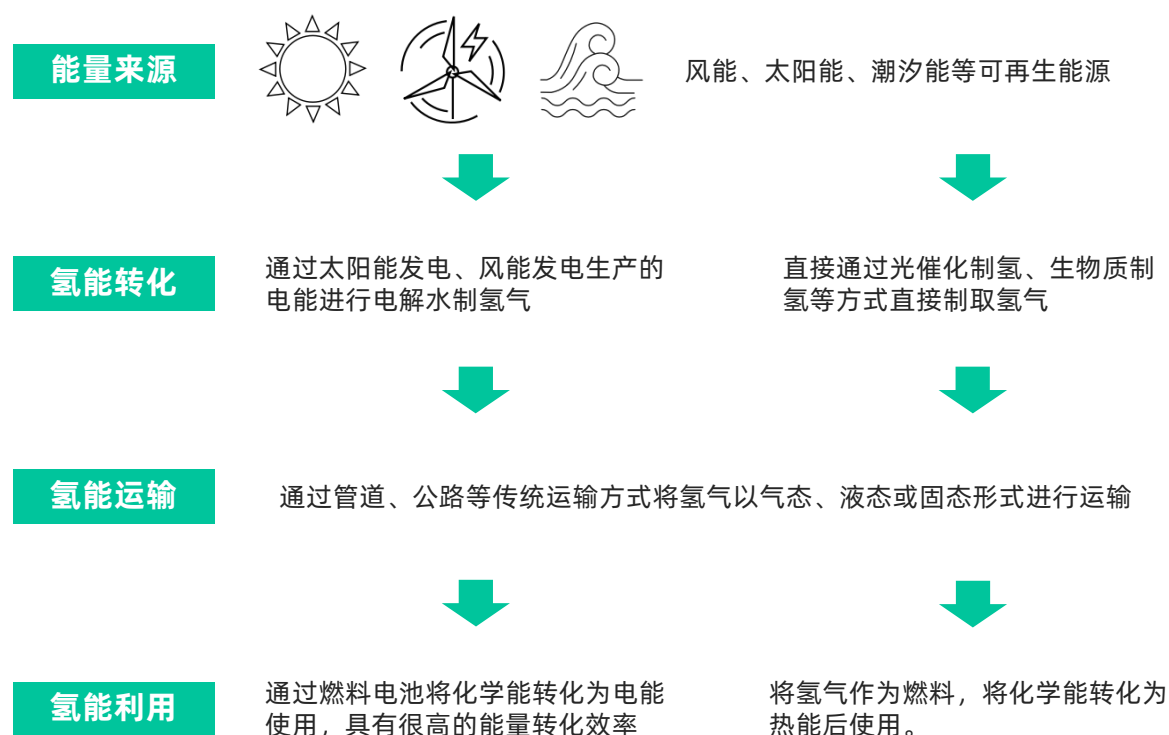 能量来源
风能、太阳能、潮汐能等可再生能源
氢能转化
通过太阳能发电、风能发电生产的
电能进行电解水制氢气
直接通过光催化制氢、生物质制
氢等方式直接制取氢气
氢能运输
通过管道、公路等传统运输方式将氢气以气态、液态或固态形式进行运输
氢能利用
通过燃料电池将化学能转化为电能
使用，具有很高的能量转化效率
将氢气作为燃料，将化学能转化为
热能后使用。